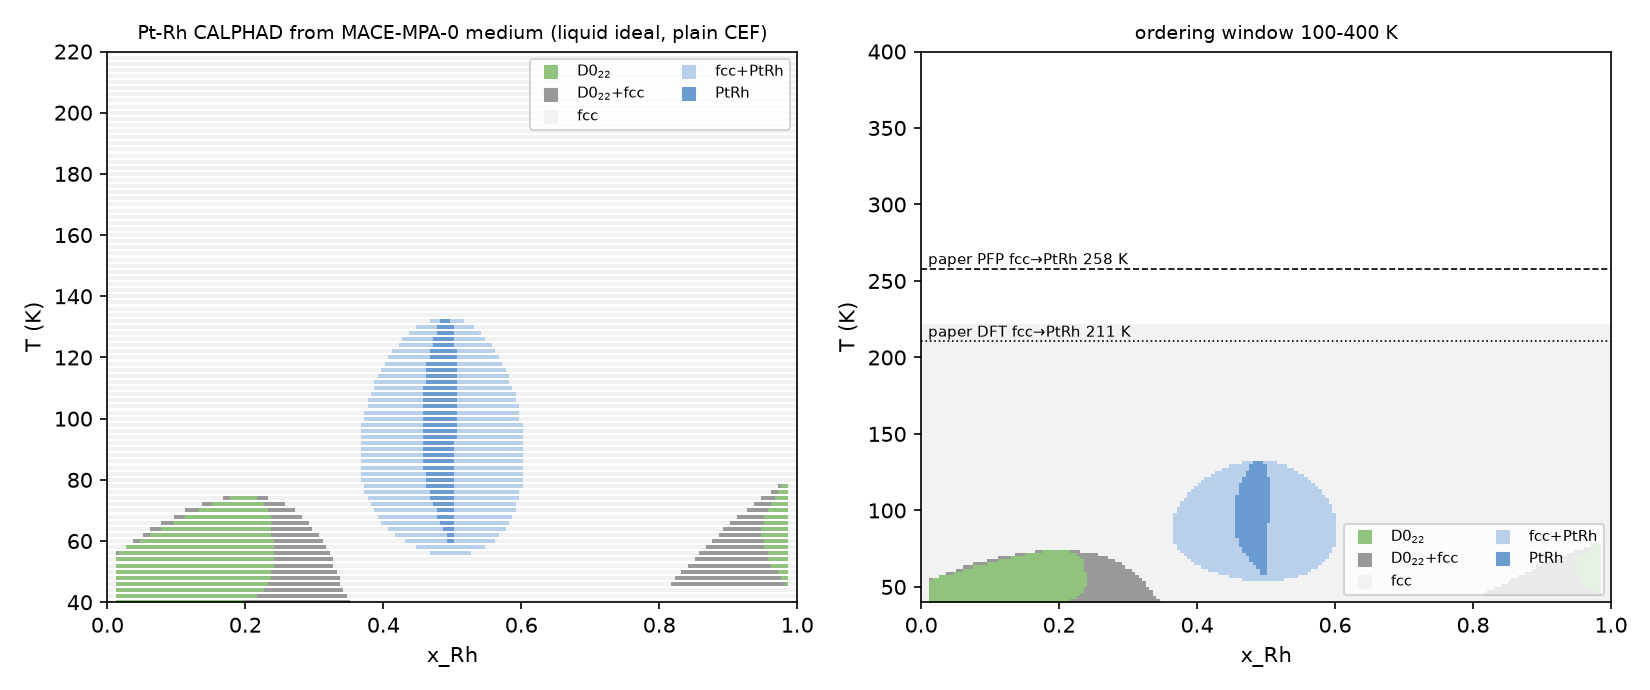 Pt-Rh CALPHAD from MACE-MPA-0 medium (liquid ideal, plain CEF)
220
200
180
160
140
120
100
80
60
40
T (K)
0.0 0.2 0.4 0.6 0.8 1.0
x_Rh
D0₂₂
D0₂₂+fcc
fcc
fcc+PtRh
PtRh
ordering window 100-400 K
400
350
300
250
200
150
100
50
T (K)
paper PFP fcc→PtRh 258 K
paper DFT fcc→PtRh 211 K
D0₂₂
D0₂₂+fcc
fcc
fcc+PtRh
PtRh
0.0 0.2 0.4 0.6 0.8 1.0
x_Rh